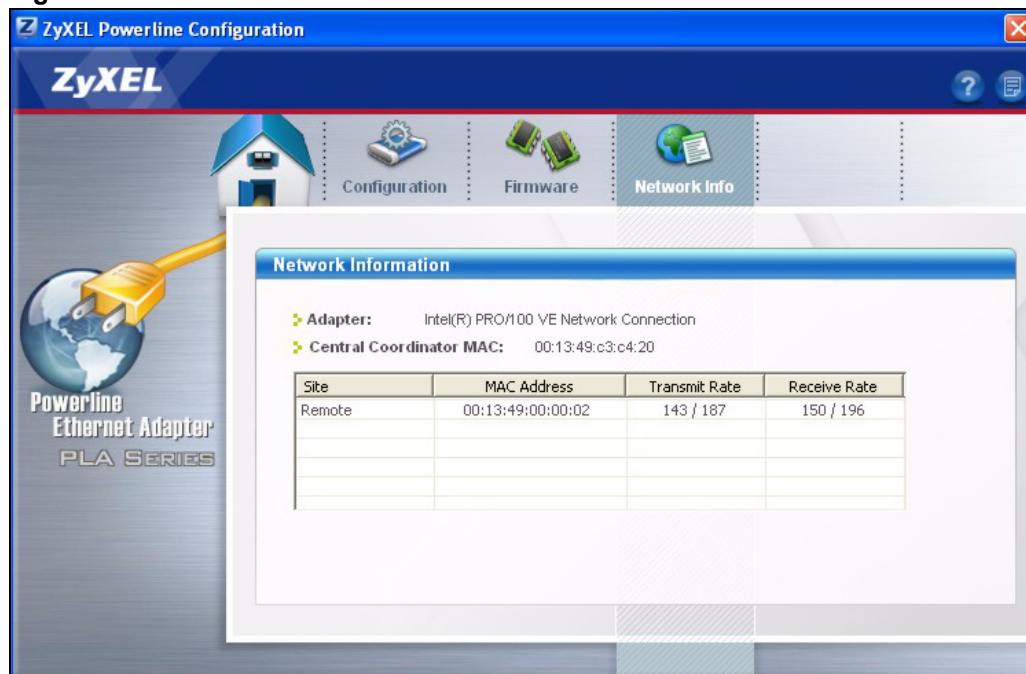 ZyXEL Powerline Configuration
ZyXEL
?
Configuration
Firmware
Network Info
Network Information
Adapter: Intel(R) PRO/100 VE Network Connection
Central Coordinator MAC: 00:13:49:c3:c4:20
Site MAC Address Transmit Rate Receive Rate
Remote 00:13:49:00:00:02 143 / 187 150 / 196
Powerline
Ethernet Adapter
PLA SERIES